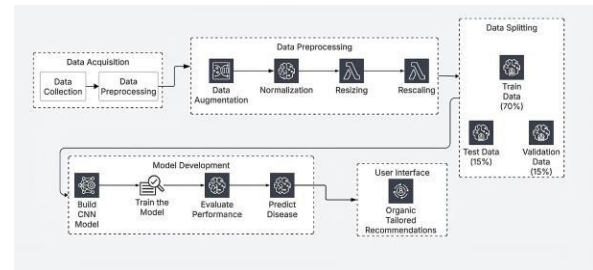 Data Acquisition
Data
Collection
Data
Preprocessing
Data Preprocessing
Data
Augmentation
Normalization
Resizing
Rescaling
Data Splitting
Train
Data
(70%)
Test Data
(15%)
Validation
Data
(15%)
Model Development
Build
CNN
Model
Train the
Model
Evaluate
Performance
Predict
Disease
User Interface
Organic
Tailored
Recommendations